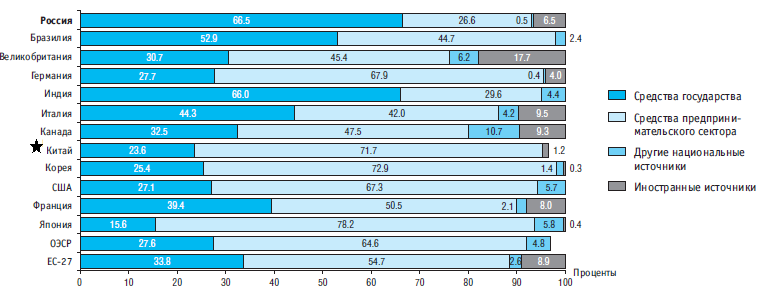 Россия 66.5 26.6 0.5 6.5
Бразилия 52.9 44.7 2.4
Великобритания 30.7 45.4 6.2 17.7
Германия 27.7 67.9 0.4 4.0
Индия 66.0 29.6 4.4
Италия 44.3 42.0 4.2 9.5
Канада 32.5 47.5 10.7 9.3
Китай 23.6 71.7 1.2
Корея 25.4 72.9 1.4 0.3
США 27.1 67.3 5.7
Франция 39.4 50.5 2.1 8.0
Япония 15.6 78.2 5.8 0.4
ОЭСР 27.6 64.6 4.8
ЕС-27 33.8 54.7 2.6 8.9
0 10 20 30 40 50 60 70 80 90 100 Проценты
Средства государства
Средства предприни-
мательского сектора
Другие национальные
источники
Иностранные источники